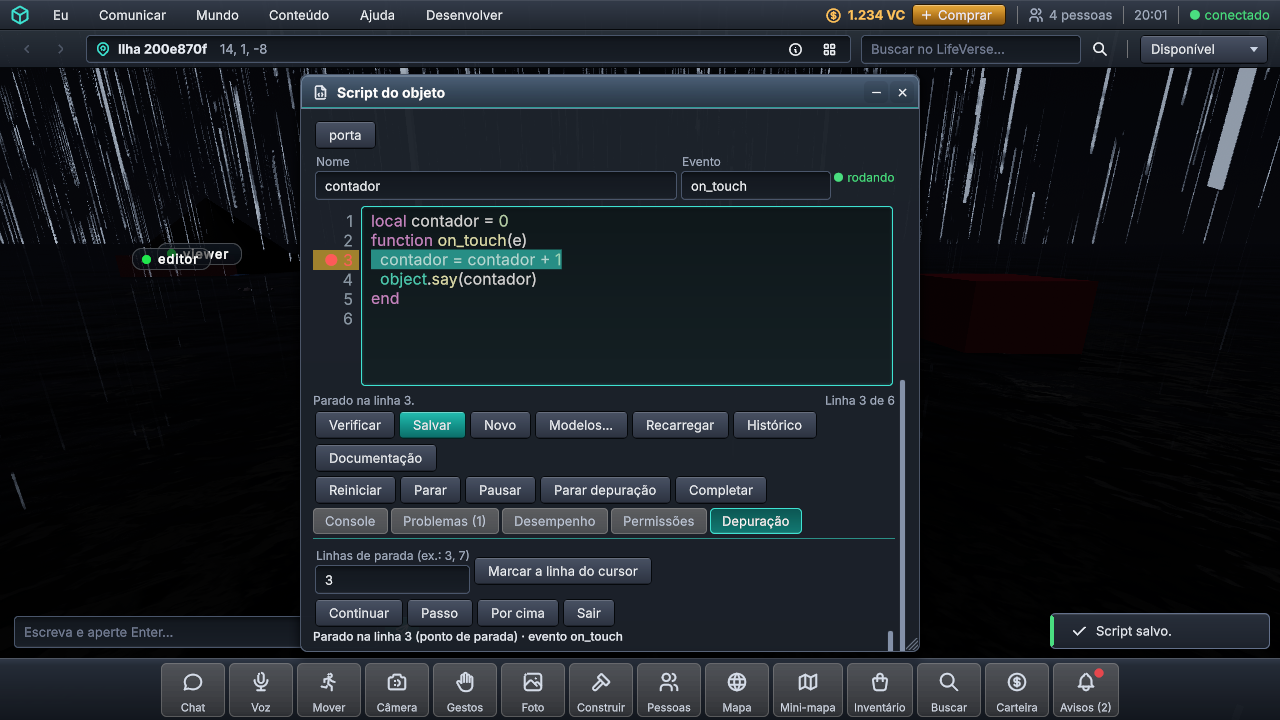 Eu Comunicar Mundo Conteúdo Ajuda Desenvolver 1.234 VC + Comprar 4 pessoas 20:01 conectado
Ilha 200e870f 14, 1, -8 Buscar no LifeVerse... Disponível
Script do objeto
porta
Nome Evento
contador on_touch rodando
1 local contador = 0
2 function on_touch(e)
3 contador = contador + 1
4 object.say(contador)
5 end
6
editor
Parado na linha 3. Linha 3 de 6
Verificar Salvar Novo Modelos... Recarregar Histórico
Documentação
Reiniciar Parar Pausar Parar depuração Completar
Console Problemas (1) Desempenho Permissões Depuração
Linhas de parada (ex.: 3, 7)
3 Marcar a linha do cursor
Continuar Passo Por cima Sair
Parado na linha 3 (ponto de parada) · evento on_touch
Escreva e aperte Enter...
Script salvo.
Chat Voz Mover Câmera Gestos Foto Construir Pessoas Mapa Mini-mapa Inventário Buscar Carteira Avisos (2)